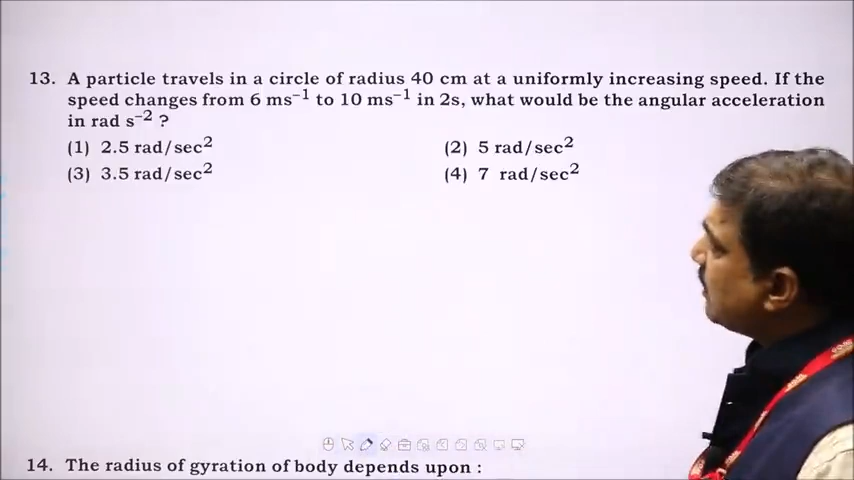 13. A particle travels in a circle of radius 40 cm at a uniformly increasing speed. If the
speed changes from 6 ms⁻¹ to 10 ms⁻¹ in 2s, what would be the angular acceleration
in rad s⁻² ?
(1) 2.5 rad/sec² (2) 5 rad/sec²
(3) 3.5 rad/sec² (4) 7 rad/sec²
14. The radius of gyration of body depends upon :